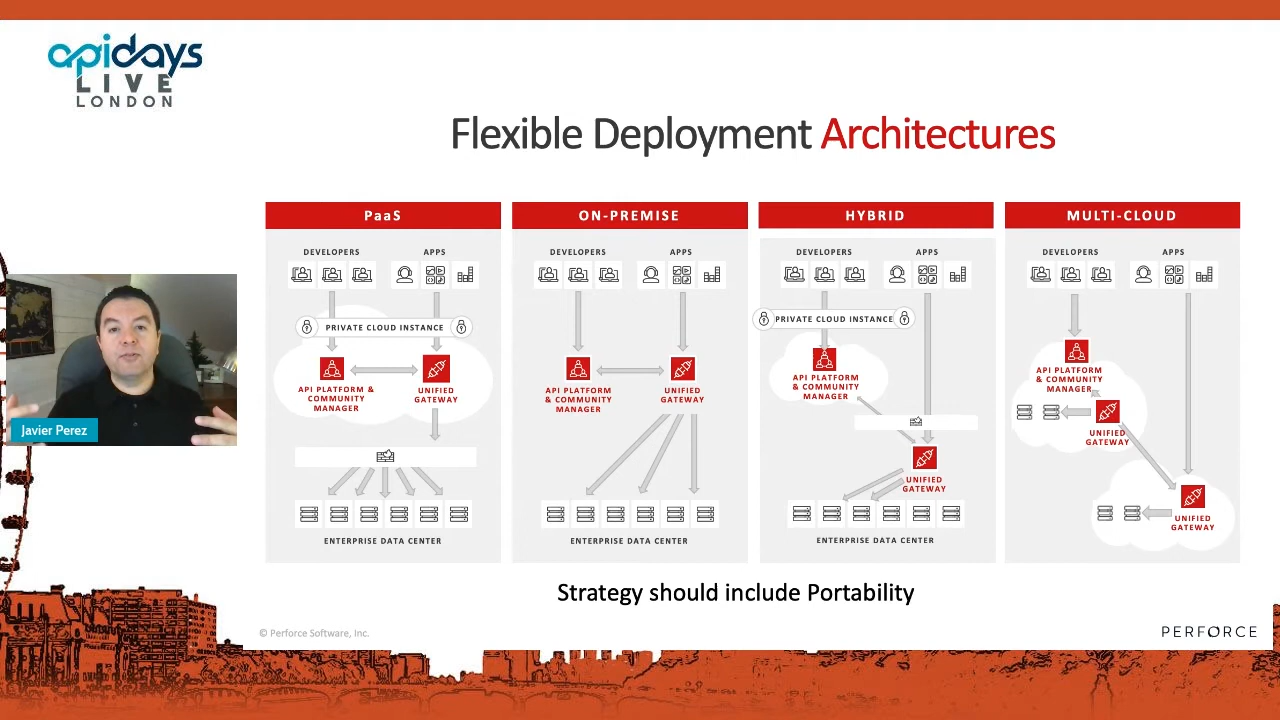 apidays
LIVE
LONDON
Flexible Deployment Architectures
PaaS
DEVELOPERS
APPS
PRIVATE CLOUD INSTANCE
API PLATFORM &
COMMUNITY
MANAGER
UNIFIED
GATEWAY
ENTERPRISE DATA CENTER
ON-PREMISE
DEVELOPERS
APPS
API PLATFORM
& COMMUNITY
MANAGER
UNIFIED
GATEWAY
ENTERPRISE DATA CENTER
HYBRID
DEVELOPERS
APPS
PRIVATE CLOUD INSTANCE
API PLATFORM
& COMMUNITY
MANAGER
UNIFIED
GATEWAY
ENTERPRISE DATA CENTER
MULTI-CLOUD
DEVELOPERS
APPS
API PLATFORM
& COMMUNITY
MANAGER
UNIFIED
GATEWAY
UNIFIED
GATEWAY
Javier Perez
Strategy should include Portability
© Perforce Software, Inc.
PERFORCE